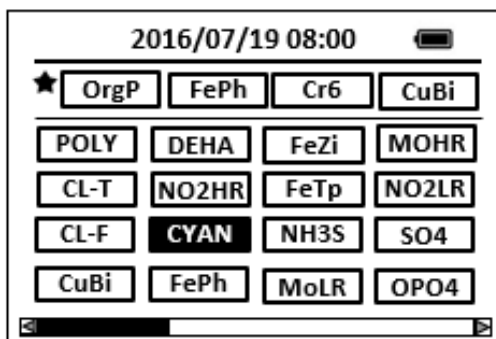 2016/07/19 08:00
OrgP FePh Cr6 CuBi
POLY DEHA FeZi MOHR
CL-T NO2HR FeTp NO2LR
CL-F CYAN NH3S SO4
CuBi FePh MoLR OPO4